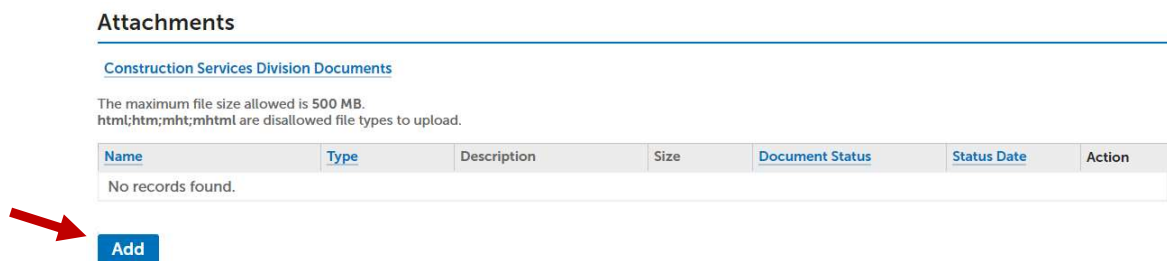 Attachments
Construction Services Division Documents
The maximum file size allowed is 500 MB.
html;htm;mht;mhtml are disallowed file types to upload.
Name Type Description Size Document Status Status Date Action
No records found.
Add